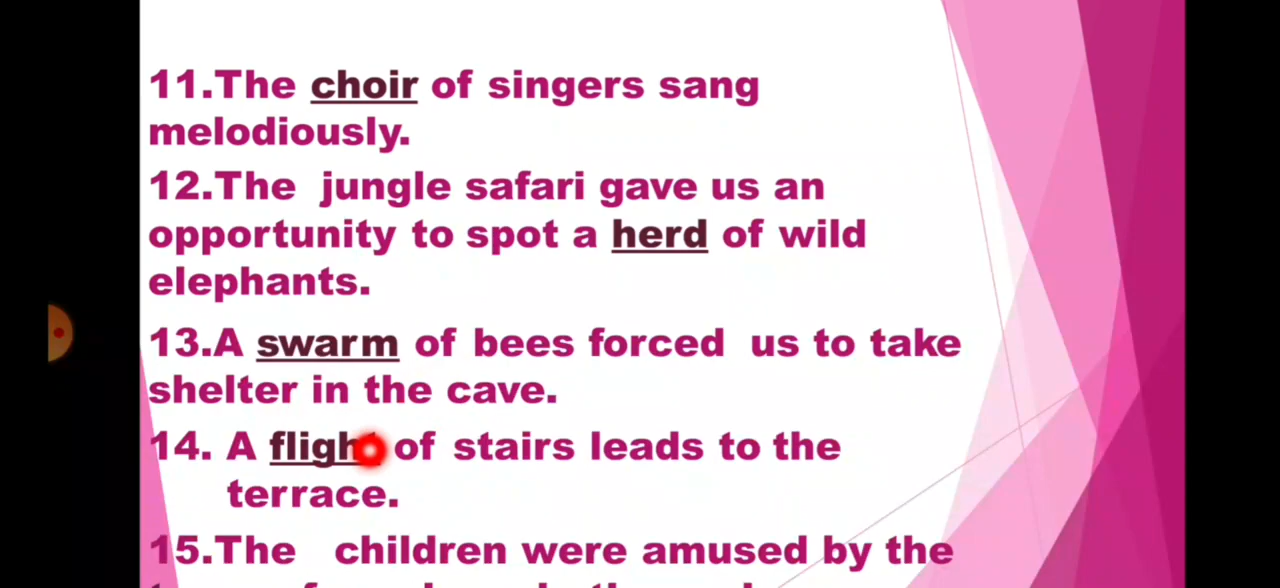 11.The choir of singers sang
melodiously.
12.The jungle safari gave us an
opportunity to spot a herd of wild
elephants.
13.A swarm of bees forced us to take
shelter in the cave.
14. A flight of stairs leads to the
terrace.
15.The children were amused by the